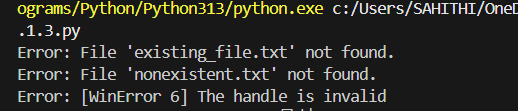 ograms/Python/Python313/python.exe c:/Users/SAHITHI/OneD
.1.3.py
Error: File 'existing_file.txt' not found.
Error: File 'nonexistent.txt' not found.
Error: [WinError 6] The handle is invalid